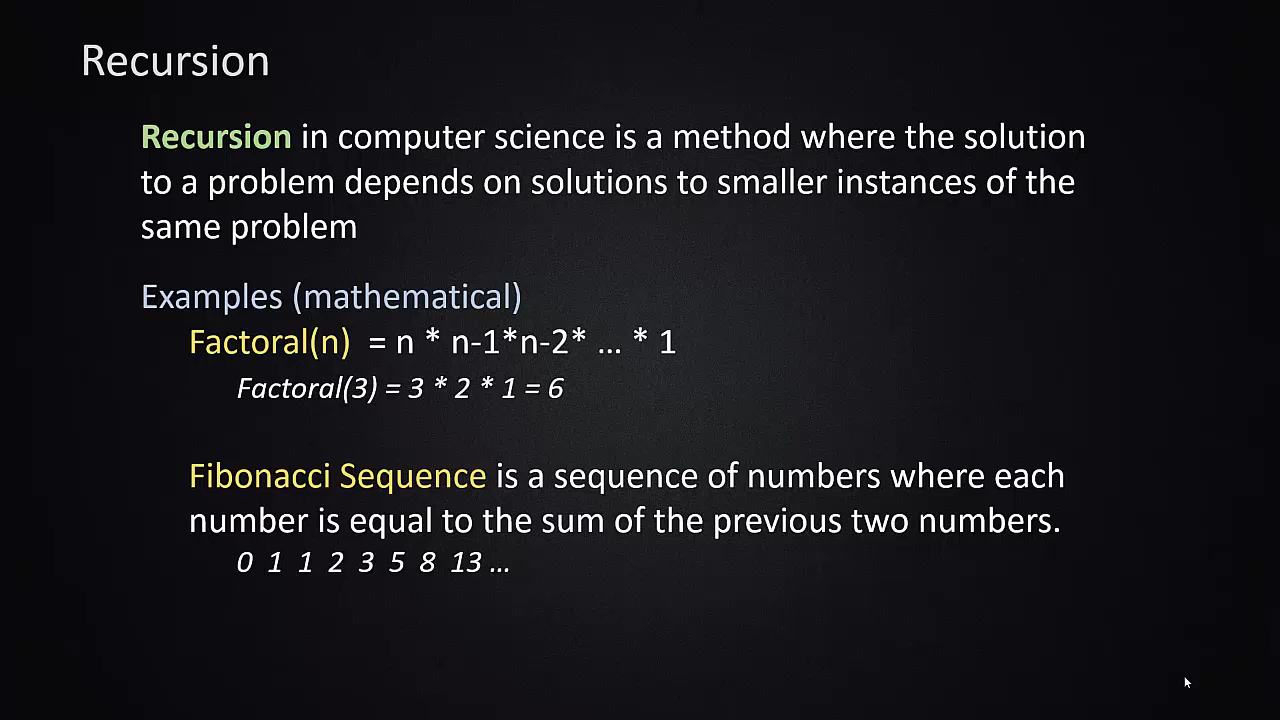 Recursion
Recursion in computer science is a method where the solution
to a problem depends on solutions to smaller instances of the
same problem
Examples (mathematical)
Factoral(n) = n * n-1*n-2* ... * 1
Factoral(3) = 3 * 2 * 1 = 6
Fibonacci Sequence is a sequence of numbers where each
number is equal to the sum of the previous two numbers.
0 1 1 2 3 5 8 13 ...